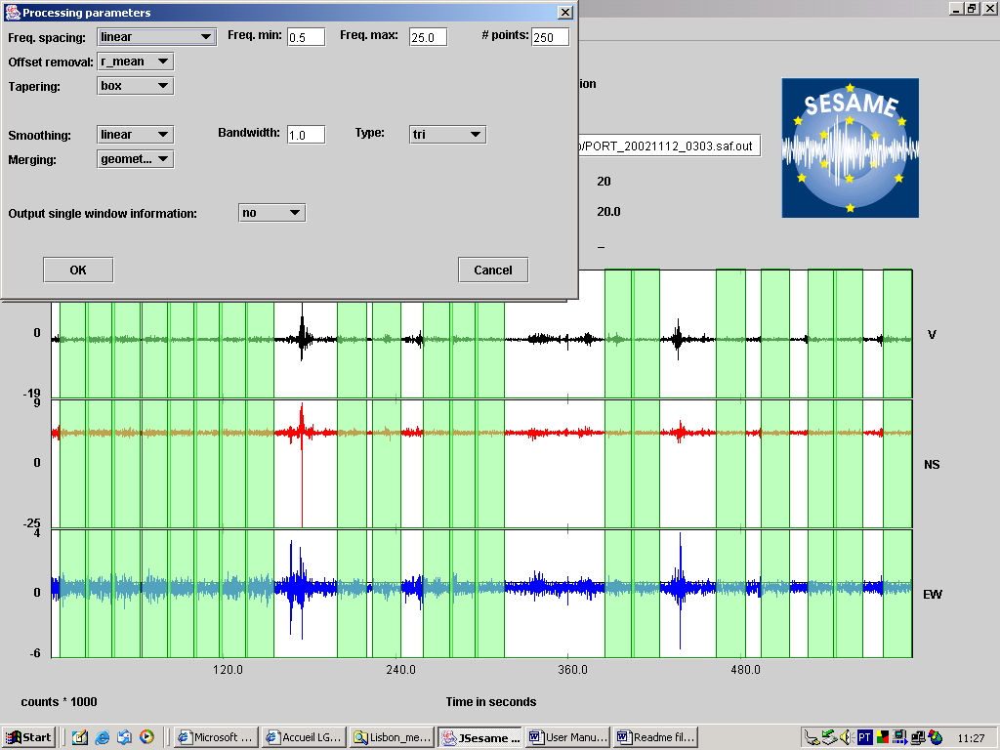 Processing parameters
Freq. spacing: linear Freq. min: 0.5 Freq. max: 25.0 # points: 250
Offset removal: r_mean
Tapering: box
Smoothing: linear Bandwidth: 1.0 Type: tri
Merging: geomet...
Output single window information: no
OK Cancel
ion
/PORT_20021112_0303.saf.out
20
20.0
–
SESAME
0
V
-19
9
0
NS
-25
4
0
EW
-6
120.0 240.0 360.0 480.0
counts * 1000 Time in seconds
Start Microsoft ... Accueil LG... Lisbon_me... JSesame ... User Manu... Readme fil... PT 11:27